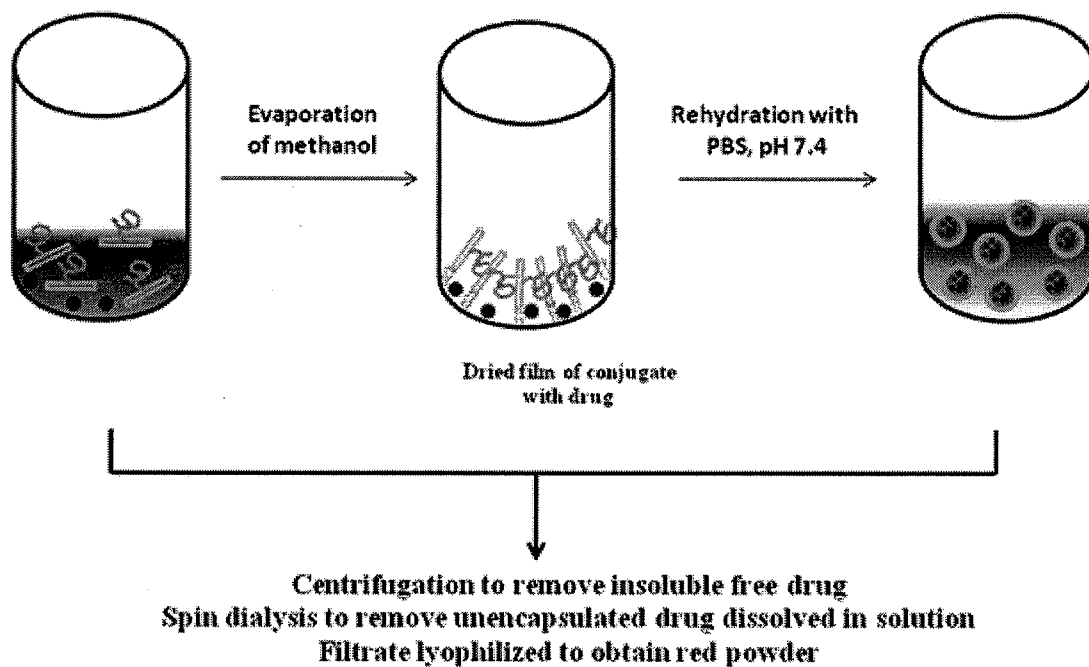 Evaporation
of methanol
Rehydration with
PBS, pH 7.4
Dried film of conjugate
with drug
Centrifugation to remove insoluble free drug
Spin dialysis to remove unencapsulated drug dissolved in solution
Filtrate lyophilized to obtain red powder